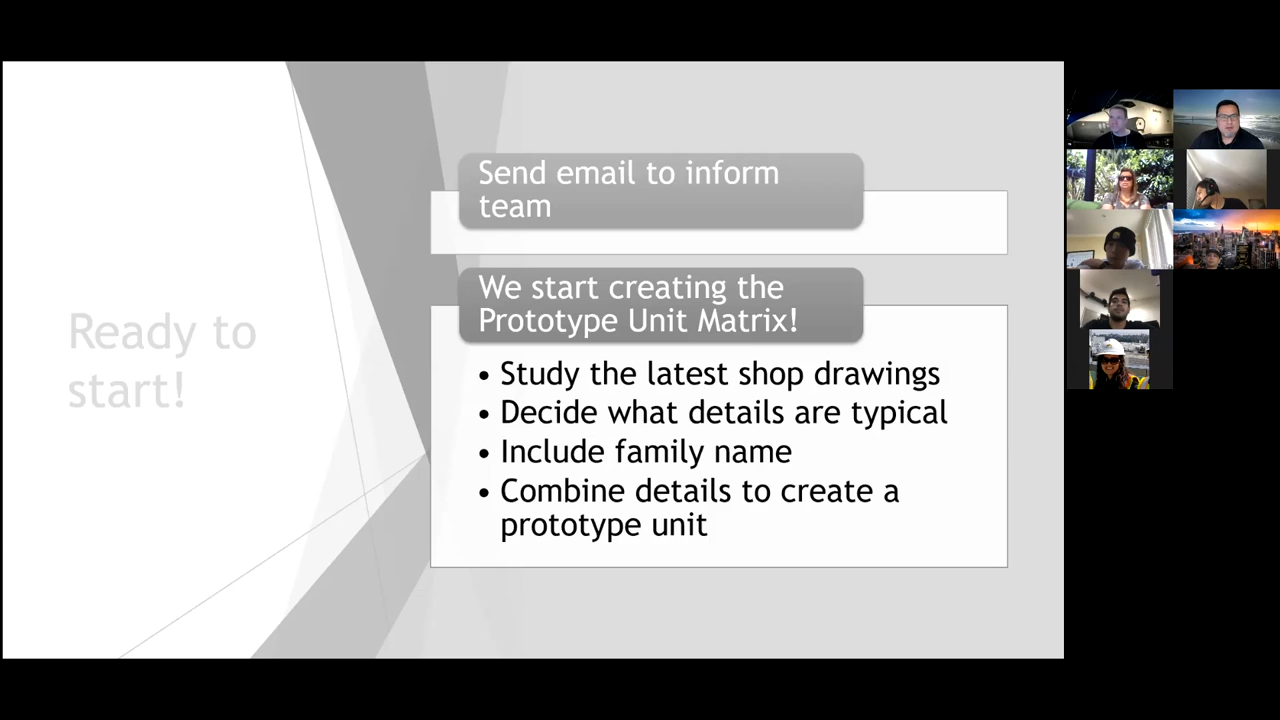 Ready to
start!
Send email to inform
team
We start creating the
Prototype Unit Matrix!
• Study the latest shop drawings
• Decide what details are typical
• Include family name
• Combine details to create a
prototype unit